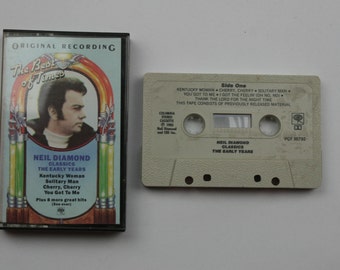 ORIGINAL RECORDING
The Best
of Times
NEIL DIAMOND
CLASSICS
THE EARLY YEARS
Kentucky Woman
Solitary Man
Cherry, Cherry
You Got To Me
Plus 8 more great hits
Side One
KENTUCKY WOMAN • CHERRY, CHERRY • SOLITARY MAN •
YOU GOT TO ME • I GOT THE FEELIN' (OH NO, NO) •
THANK THE LORD FOR THE NIGHT TIME
THIS TAPE CONSISTS OF PREVIOUSLY RELEASED MATERIAL
COLUMBIA
NEIL DIAMOND
CLASSICS
THE EARLY YEARS